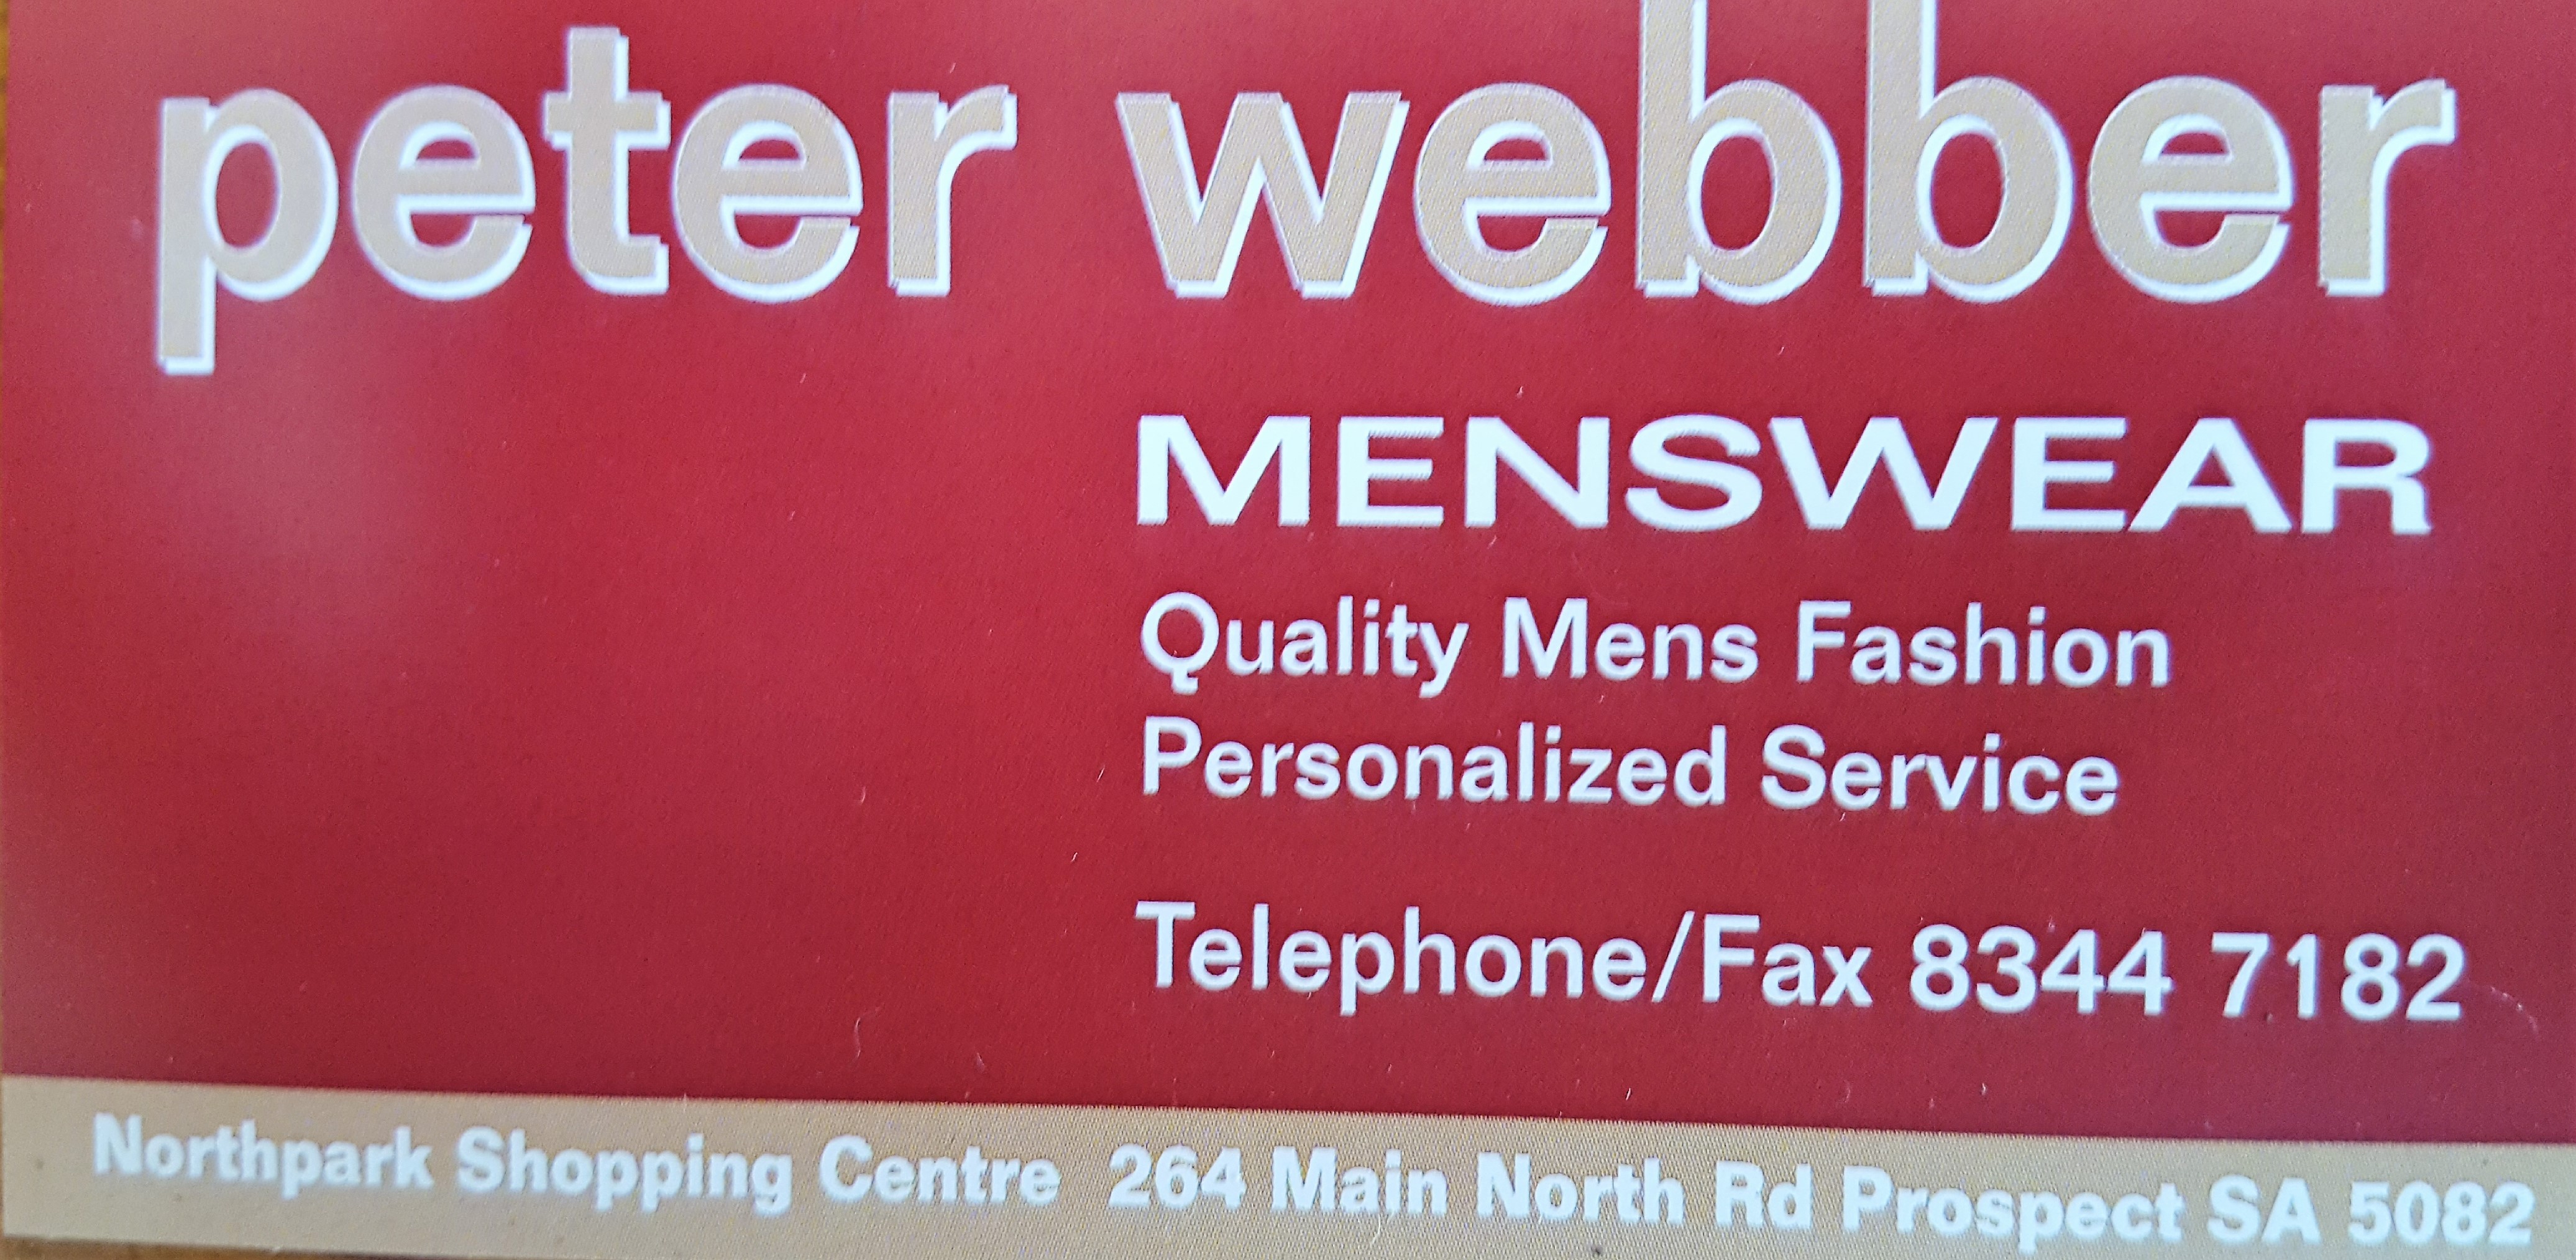 peter webber
MENSWEAR
Quality Mens Fashion
Personalized Service
Telephone/Fax 8344 7182
Northpark Shopping Centre 264 Main North Rd Prospect SA 5082